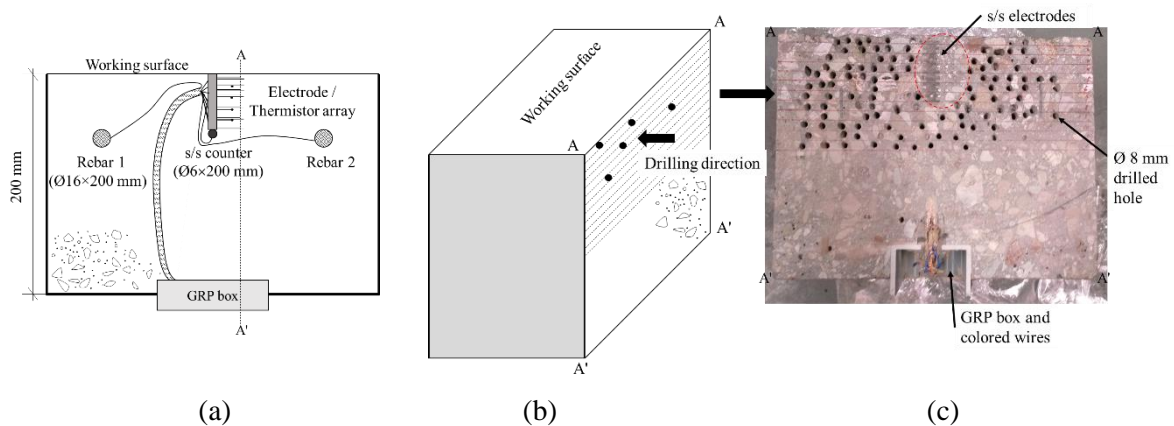 A
Working surface
Electrode /
Thermistor array
200 mm
Rebar 1
(Ø16×200 mm)
s/s counter
(Ø6×200 mm)
Rebar 2
GRP box
A'
(a)
A
Working surface
A
Drilling direction
A'
A'
(b)
s/s electrodes
A
A
Ø 8 mm
drilled
hole
A'
A'
GRP box and
colored wires
(c)